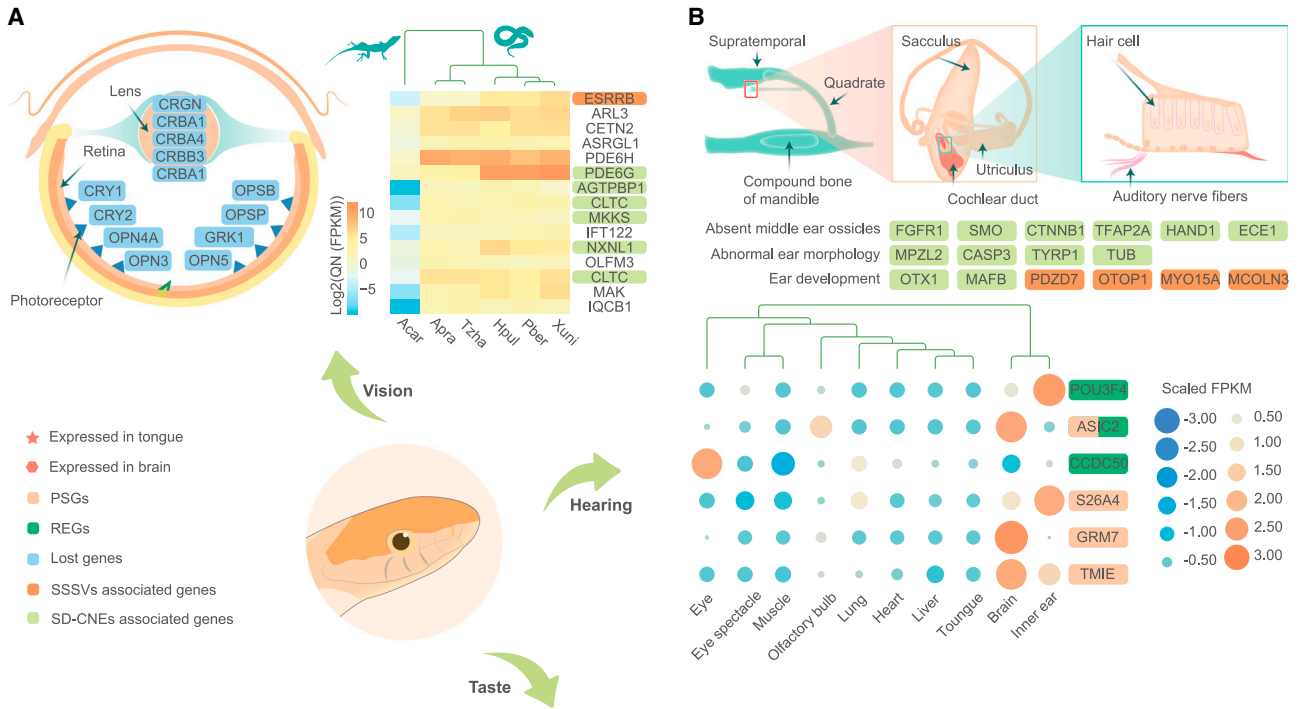 A
Lens
CRGN
CRBA1
CRBA4
CRBB3
CRBA1
Retina
CRY1
CRY2
OPN4A
OPN3
OPSB
OPSP
GRK1
OPN5
Photoreceptor
Log2(QN (FPKM))
10
5
0
−5
ESRRB
ARL3
CETN2
ASRGL1
PDE6H
PDE6G
AGTPBP1
CLTC
MKKS
IFT122
NXNL1
OLFM3
CLTC
MAK
IQCB1
Acar
Apra
Tzha
Hpul
Pber
Xuni
Vision
Hearing
Taste
Expressed in tongue
Expressed in brain
PSGs
REGs
Lost genes
SSSVs associated genes
SD-CNEs associated genes
B
Supratemporal
Quadrate
Compound bone
of mandible
Sacculus
Utriculus
Cochlear duct
Hair cell
Auditory nerve fibers
Absent middle ear ossicles
FGFR1 SMO CTNNB1 TFAP2A HAND1 ECE1
Abnormal ear morphology
MPZL2 CASP3 TYRP1 TUB
Ear development
OTX1 MAFB PDZD7 OTOP1 MYO15A MCOLN3
POU3F4
ASIC2
CCDC50
S26A4
GRM7
TMIE
Eye
Eye spectacle
Muscle
Olfactory bulb
Lung
Heart
Liver
Toungue
Brain
Inner ear
Scaled FPKM
-3.00
-2.50
-2.00
-1.50
-1.00
-0.50
0.50
1.00
1.50
2.00
2.50
3.00